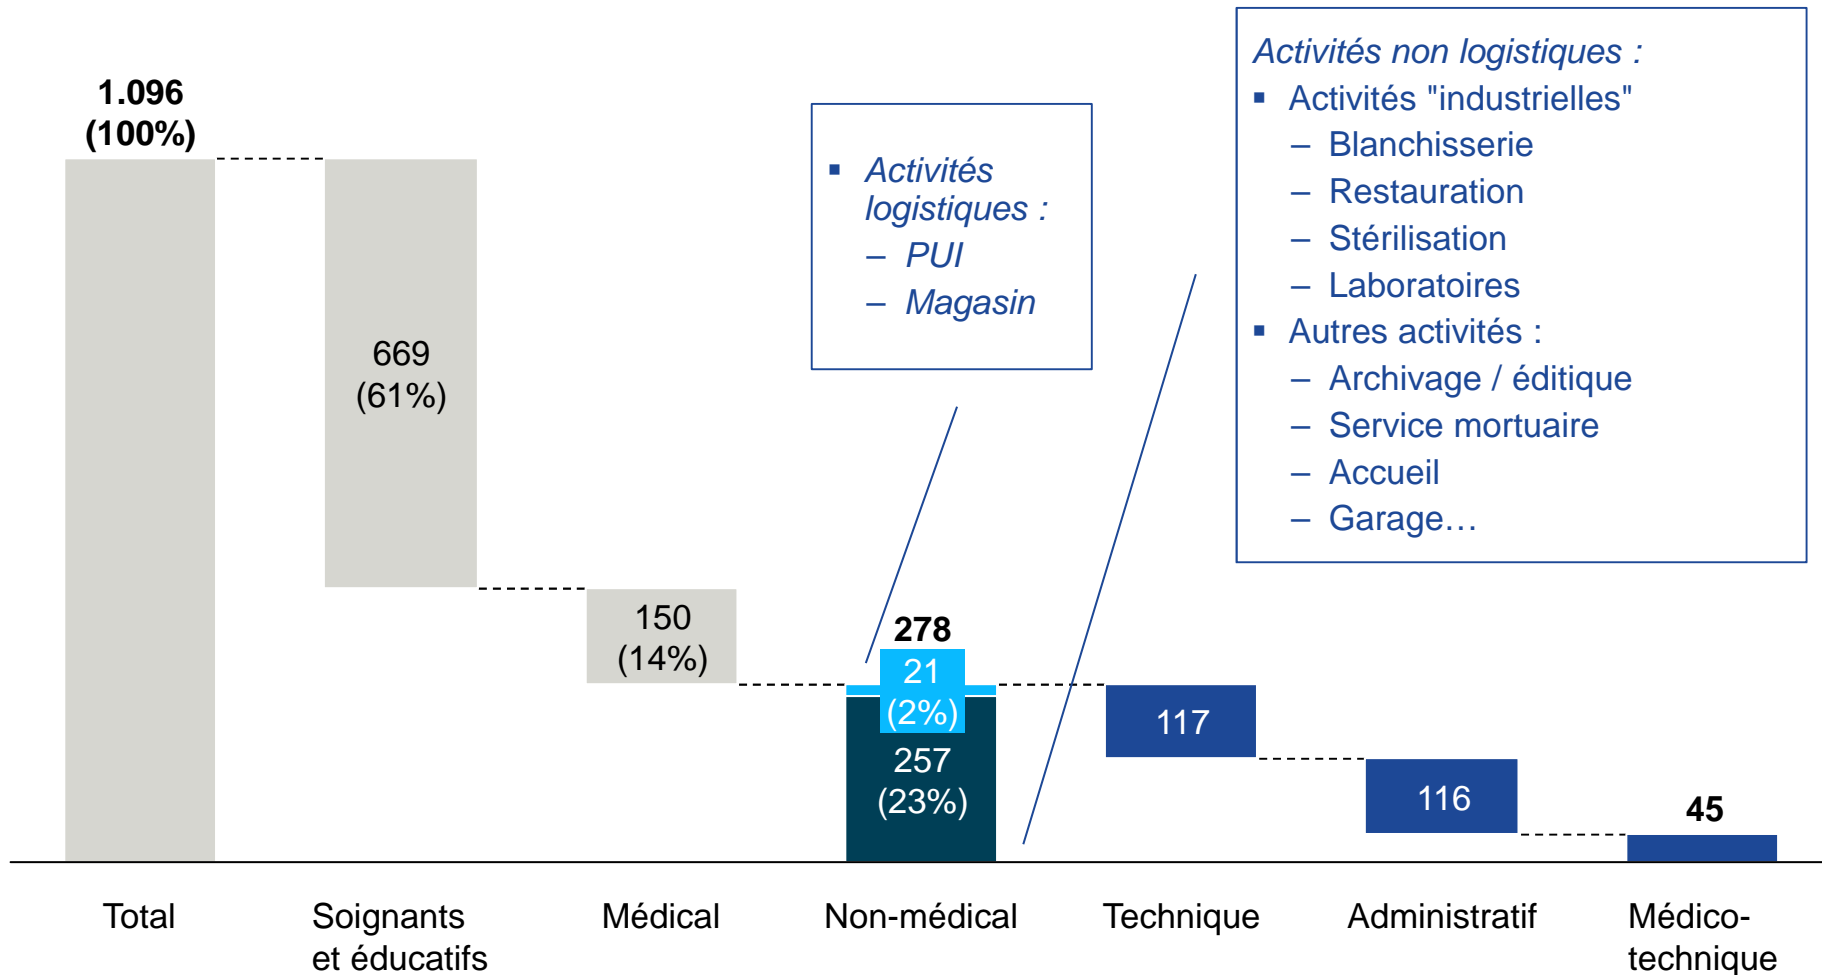 1.096
(100%)
669
(61%)
150
(14%)
278
21
(2%)
257
(23%)
117
116
45
▪ Activités
logistiques :
– PUI
– Magasin
Activités non logistiques :
▪ Activités "industrielles"
– Blanchisserie
– Restauration
– Stérilisation
– Laboratoires
▪ Autres activités :
– Archivage / éditique
– Service mortuaire
– Accueil
– Garage…
Total
Soignants
et éducatifs
Médical
Non-médical
Technique
Administratif
Médico-
technique